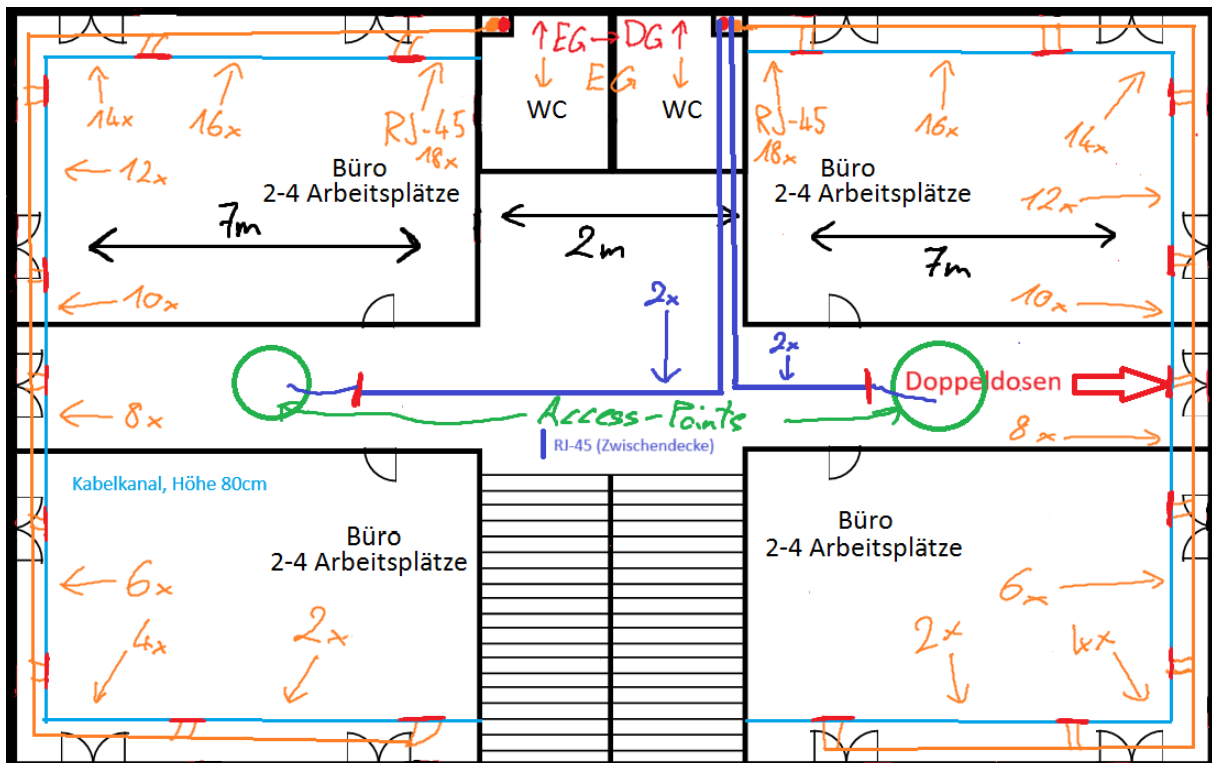 ↑EG→DG↑
↓ EG ↓
WC
WC
14x
16x
RJ-45
18x
12x
Büro
2-4 Arbeitsplätze
7m
10x
2m
RJ-45
18x
16x
14x
Büro
2-4 Arbeitsplätze
12x
7m
10x
2x
2x
Doppeldosen
Access-Points
RJ-45 (Zwischendecke)
8x
8x
Kabelkanal, Höhe 80cm
Büro
2-4 Arbeitsplätze
6x
4x
2x
Büro
2-4 Arbeitsplätze
6x
2x
4x